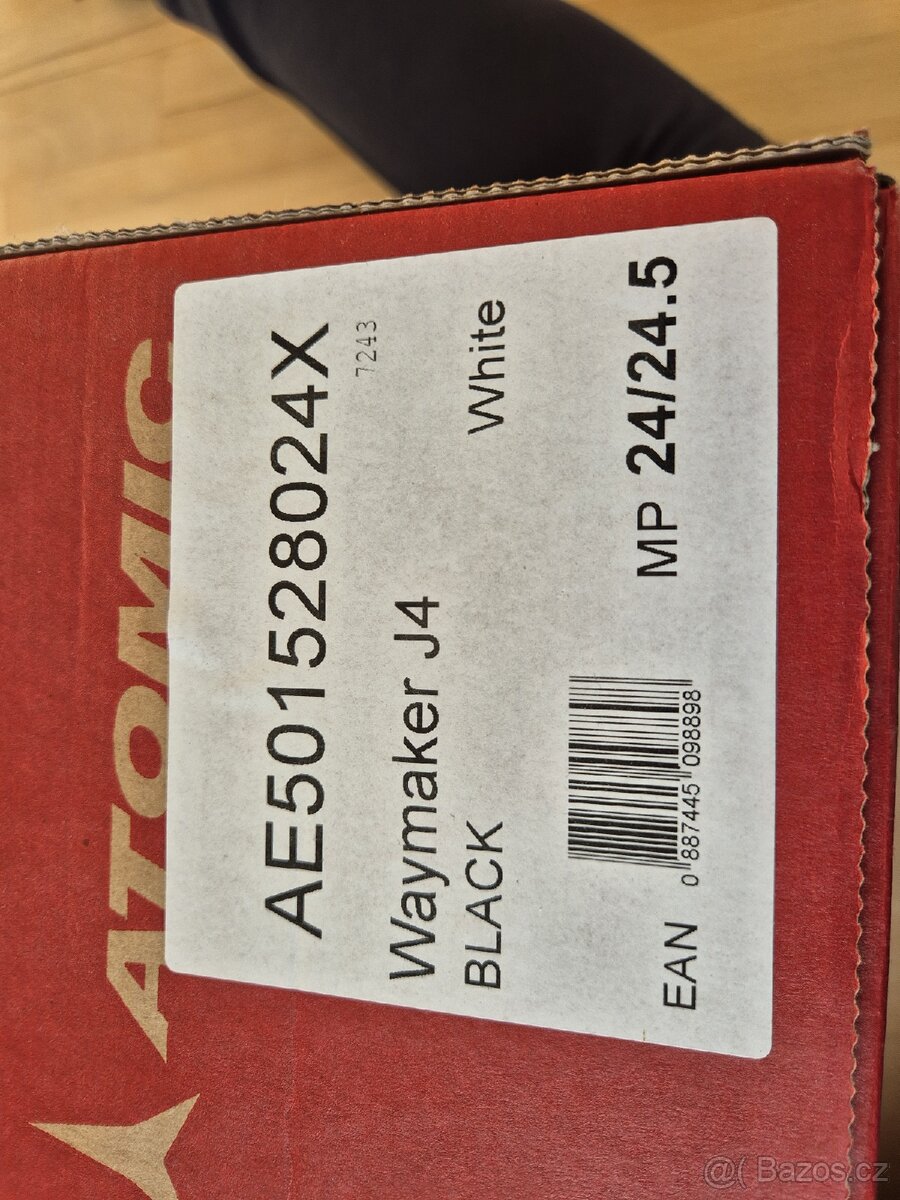 ATOMIC
AE501528024X
7243
Waymaker J4
BLACK White
EAN 0 887445 098898 MP 24/24.5
@( Bazos.cz